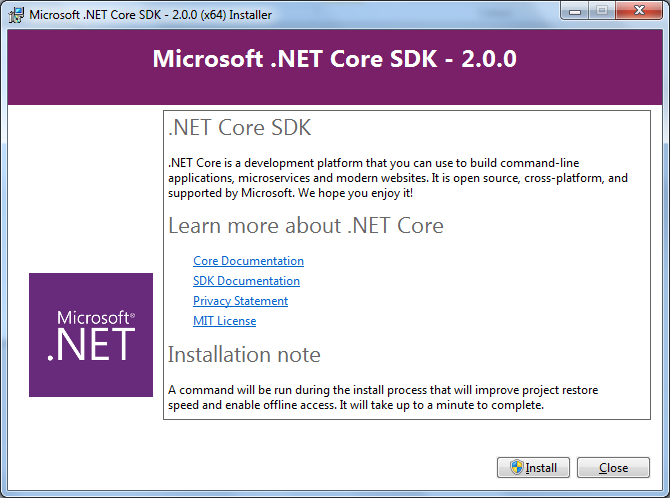 Microsoft .NET Core SDK - 2.0.0 (x64) Installer
Microsoft .NET Core SDK - 2.0.0
.NET Core SDK
.NET Core is a development platform that you can use to build command-line
applications, microservices and modern websites. It is open source, cross-platform, and
supported by Microsoft. We hope you enjoy it!
Learn more about .NET Core
Core Documentation
SDK Documentation
Privacy Statement
MIT License
Microsoft®
.NET
Installation note
A command will be run during the install process that will improve project restore
speed and enable offline access. It will take up to a minute to complete.
Install
Close